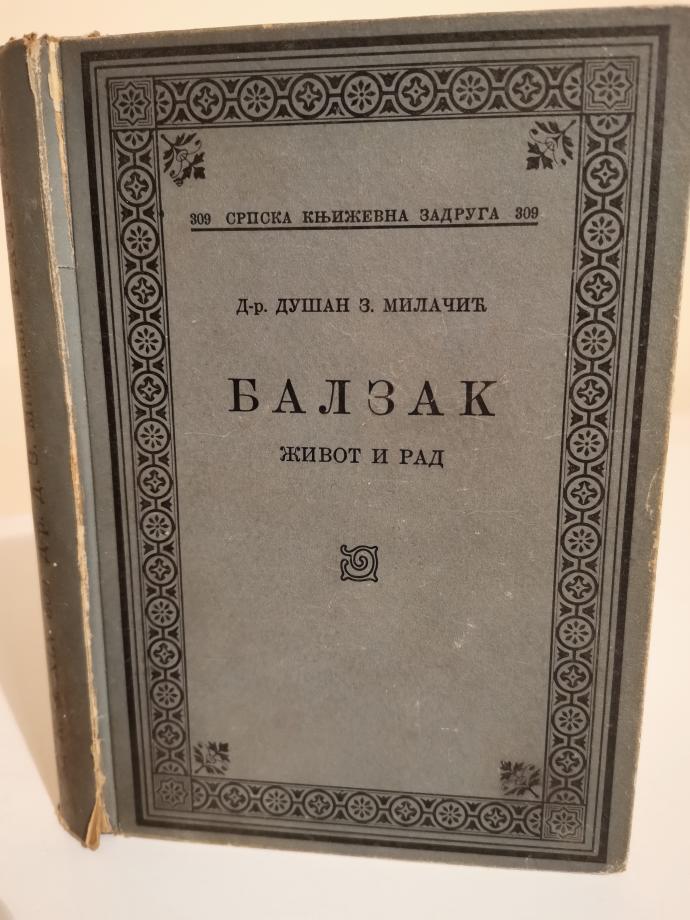 309 СРПСКА КЊИЖЕВНА ЗАДРУГА 309
Д-р. ДУШАН З. МИЛАЧИЋ
БАЛЗАК
ЖИВОТ И РАД